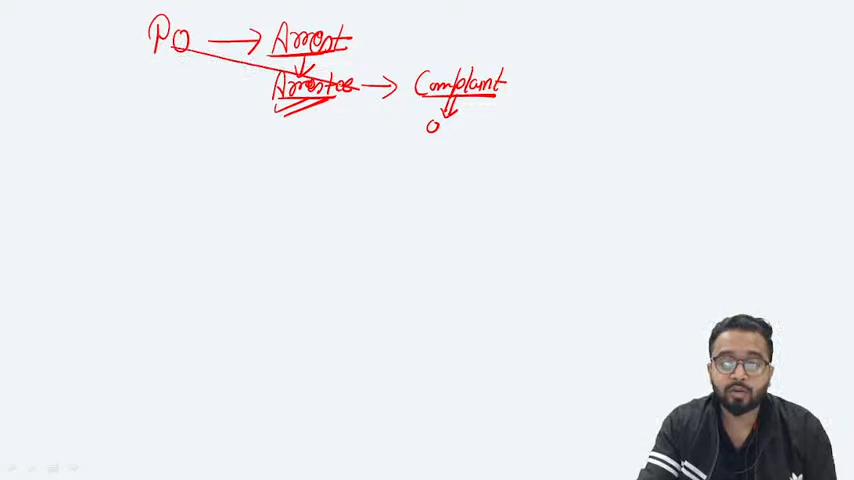 PO → Arrest
Arrestee → Complaint
o